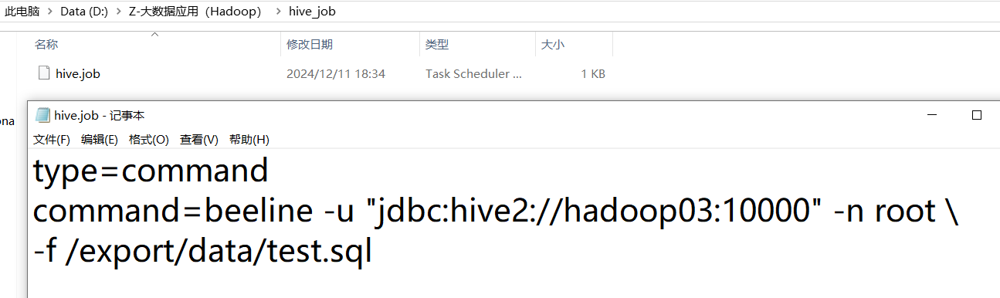 此电脑 > Data (D:) > Z-大数据应用（Hadoop） > hive_job
名称 修改日期 类型 大小
hive.job 2024/12/11 18:34 Task Scheduler ... 1 KB
ona
hive.job - 记事本
文件(F) 编辑(E) 格式(O) 查看(V) 帮助(H)
type=command
command=beeline -u "jdbc:hive2://hadoop03:10000" -n root \
-f /export/data/test.sql